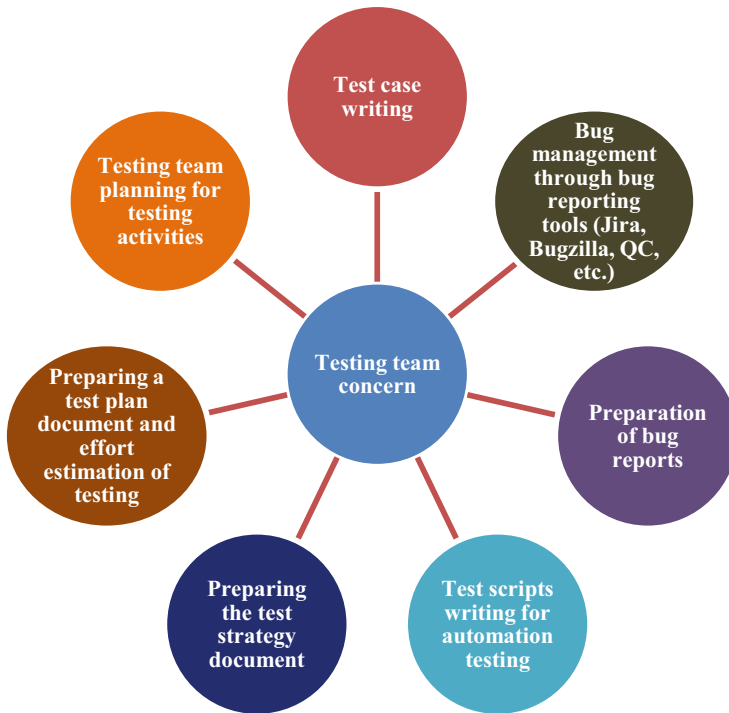 Test case
writing
Bug
management
through bug
reporting
tools (Jira,
Bugzilla, QC,
etc.)
Preparation
of bug
reports
Test scripts
writing for
automation
testing
Preparing
the test
strategy
document
Preparing a
test plan
document and
effort
estimation of
testing
Testing team
planning for
testing
activities
Testing team
concern